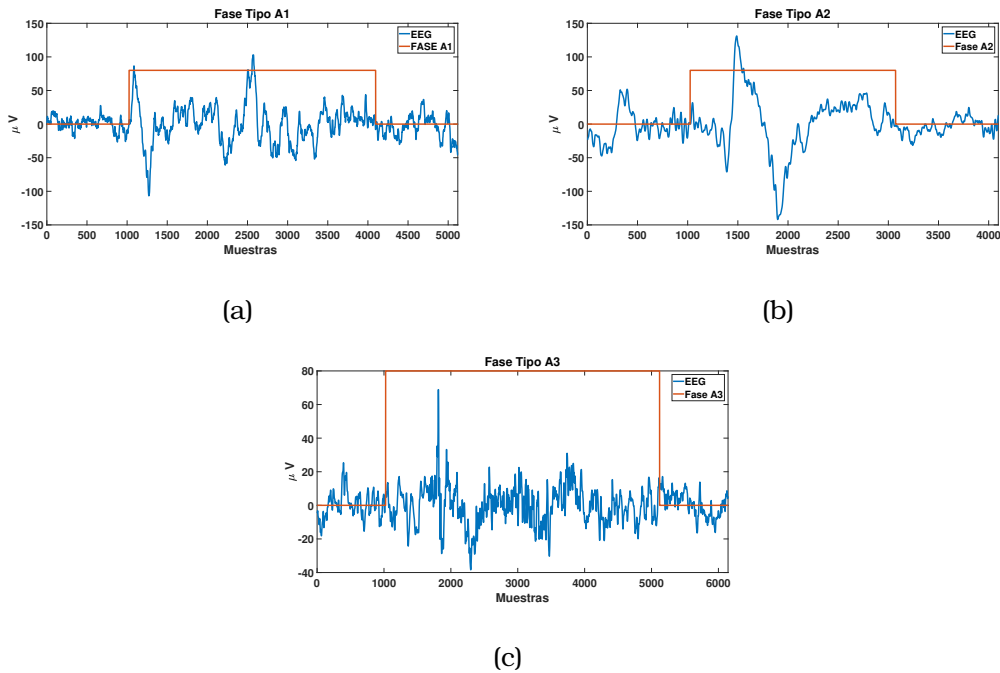 Fase Tipo A1
150
100
50
0
-50
-100
-150
μ V
0 500 1000 1500 2000 2500 3000 3500 4000 4500 5000
Muestras
EEG
FASE A1
(a)
Fase Tipo A2
150
100
50
0
-50
-100
-150
μ V
0 500 1000 1500 2000 2500 3000 3500 4000
Muestras
EEG
Fase A2
(b)
Fase Tipo A3
80
60
40
20
0
-20
-40
μ V
0 1000 2000 3000 4000 5000 6000
Muestras
EEG
Fase A3
(c)